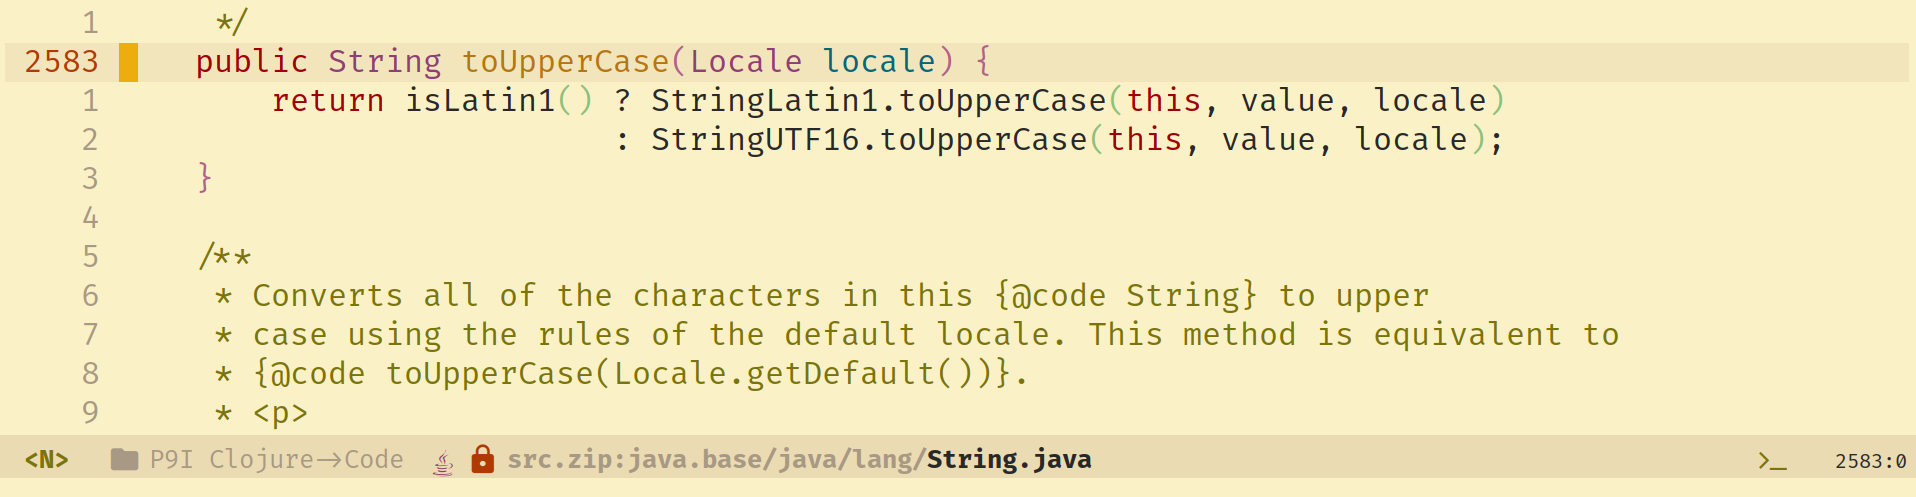 1 */
2583 public String toUpperCase(Locale locale) {
1 return isLatin1() ? StringLatin1.toUpperCase(this, value, locale)
2 : StringUTF16.toUpperCase(this, value, locale);
3 }
4
5 /**
6 * Converts all of the characters in this {@code String} to upper
7 * case using the rules of the default locale. This method is equivalent to
8 * {@code toUpperCase(Locale.getDefault())}.
9 * <p>
<N> P9I Clojure→Code src.zip:java.base/java/lang/String.java >_ 2583:0